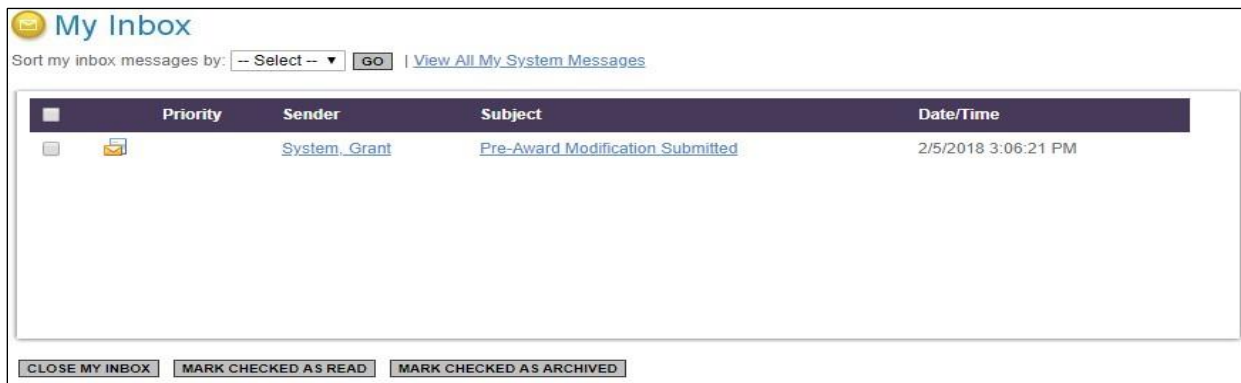 My Inbox
Sort my inbox messages by: -- Select -- ▼ GO | View All My System Messages
Priority Sender Subject Date/Time
System, Grant Pre-Award Modification Submitted 2/5/2018 3:06:21 PM
CLOSE MY INBOX MARK CHECKED AS READ MARK CHECKED AS ARCHIVED